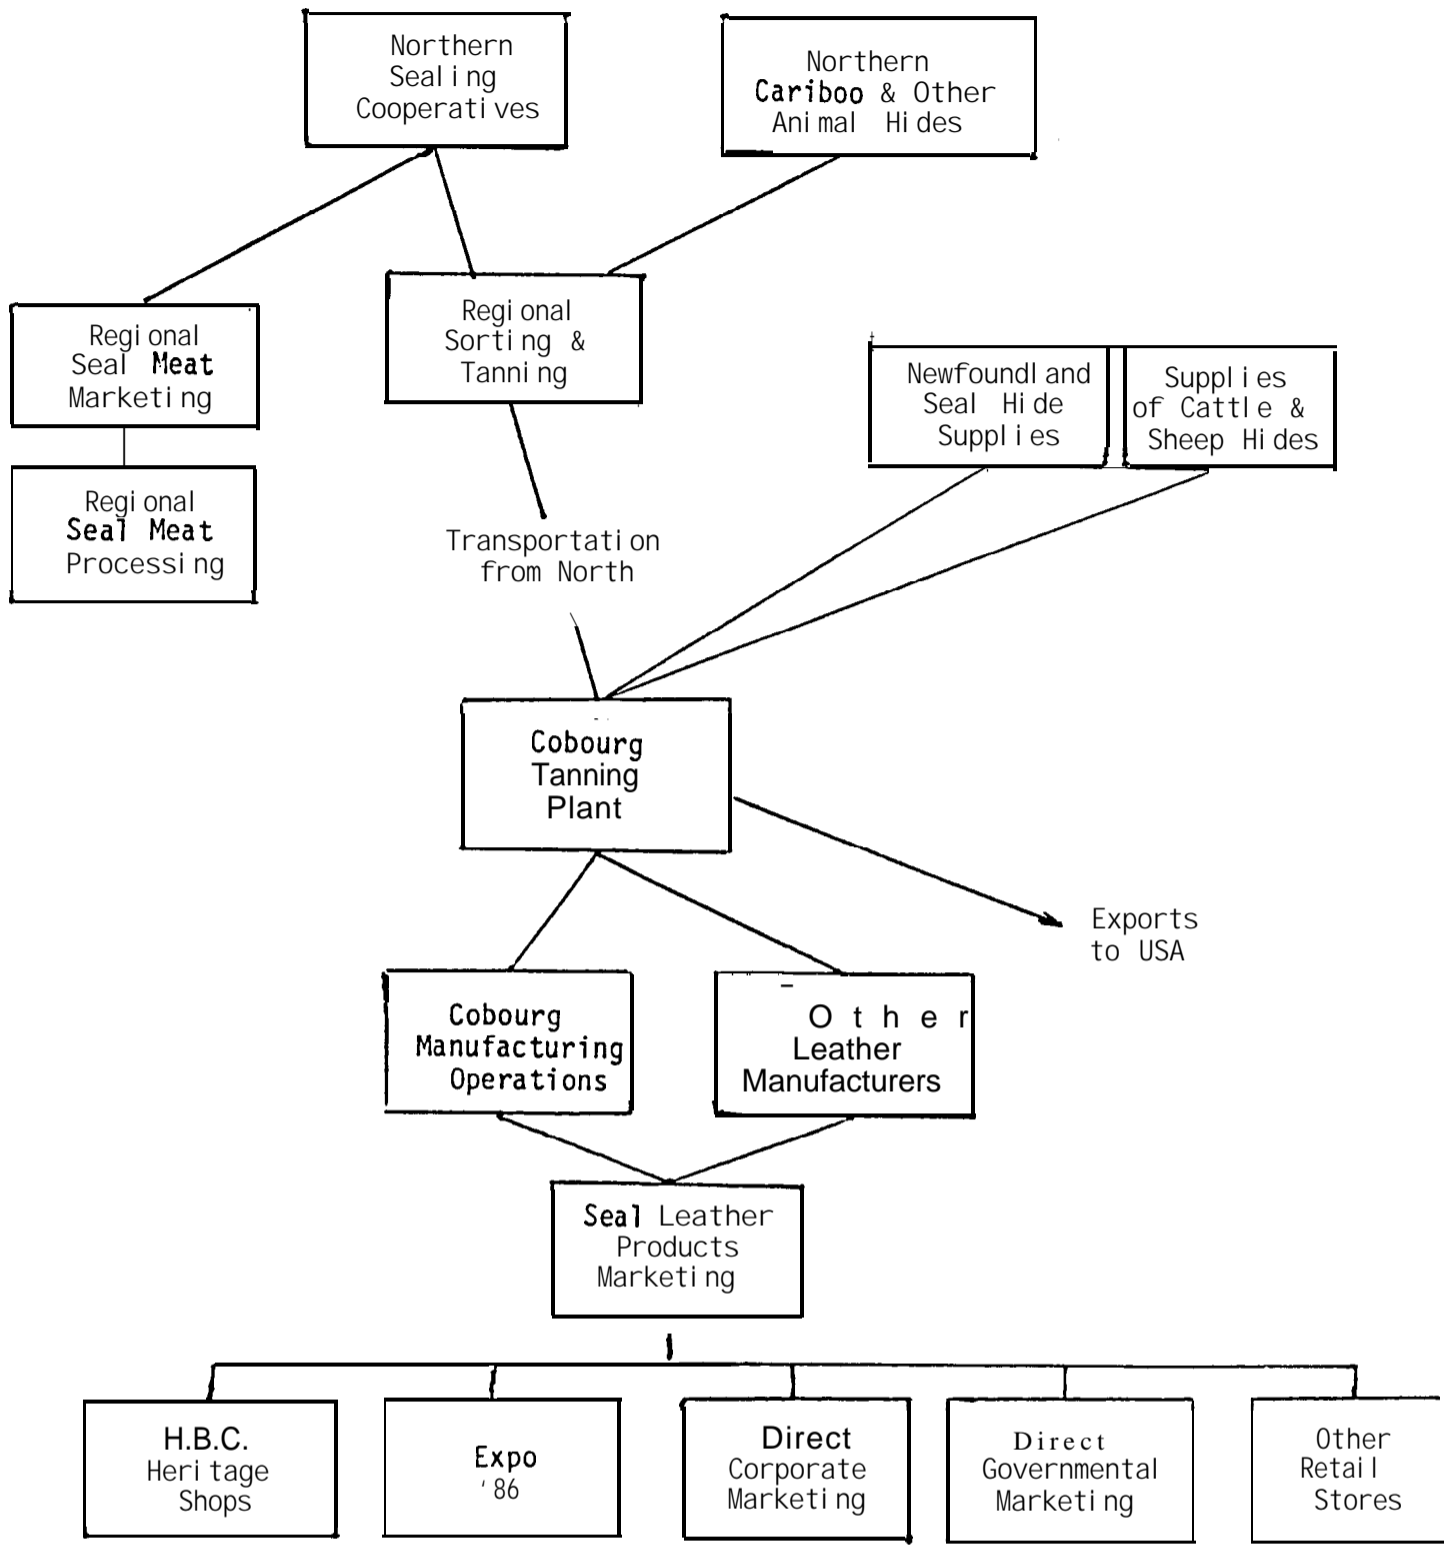 Northern
Sealing
Cooperatives
Northern
Cariboo & Other
Animal Hides
Regional
Seal Meat
Marketing
Regional
Sorting &
Tanning
Newfoundland
Seal Hide
Supplies
Supplies
of Cattle &
Sheep Hides
Regional
Seal Meat
Processing
Transportation
from North
Cobourg
Tanning
Plant
Exports
to USA
Cobourg
Manufacturing
Operations
Other
Leather
Manufacturers
Seal Leather
Products
Marketing
H.B.C.
Heritage
Shops
Expo
'86
Direct
Corporate
Marketing
Direct
Governmental
Marketing
Other
Retail
Stores